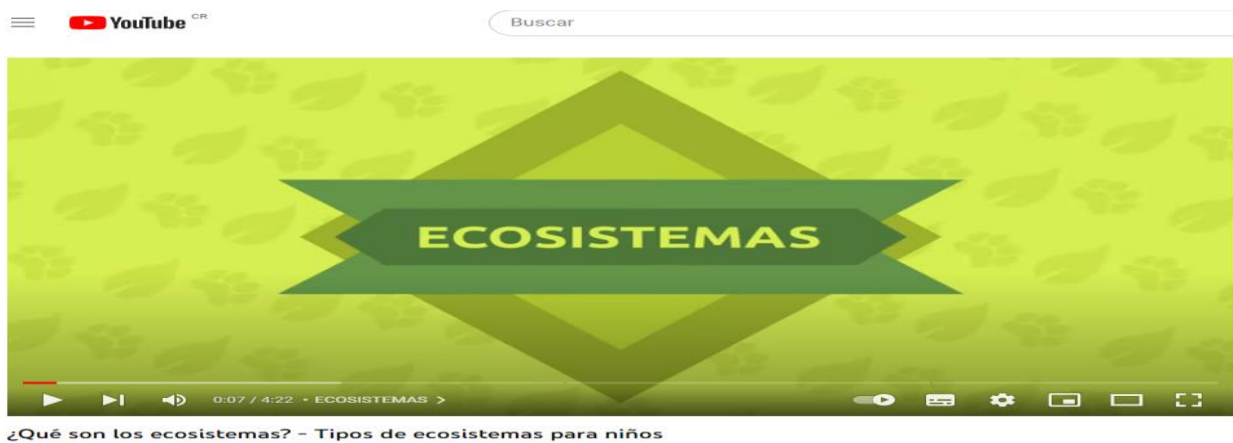 YouTube CR
Buscar
ECOSISTEMAS
0:07 / 4:22 • ECOSISTEMAS >
¿Qué son los ecosistemas? - Tipos de ecosistemas para niños